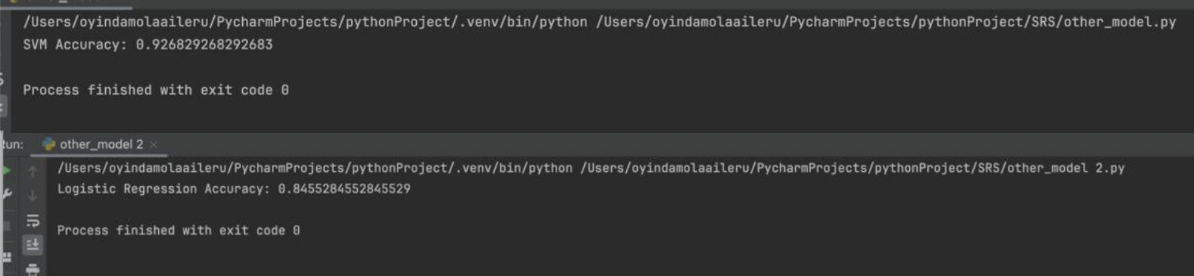 /Users/oyindamolaaileru/PycharmProjects/pythonProject/.venv/bin/python /Users/oyindamolaaileru/PycharmProjects/pythonProject/SRS/other_model.py
SVM Accuracy: 0.926829268292683
Process finished with exit code 0
Run:
other_model 2 ×
/Users/oyindamolaaileru/PycharmProjects/pythonProject/.venv/bin/python /Users/oyindamolaaileru/PycharmProjects/pythonProject/SRS/other_model 2.py
Logistic Regression Accuracy: 0.8455284552845529
Process finished with exit code 0